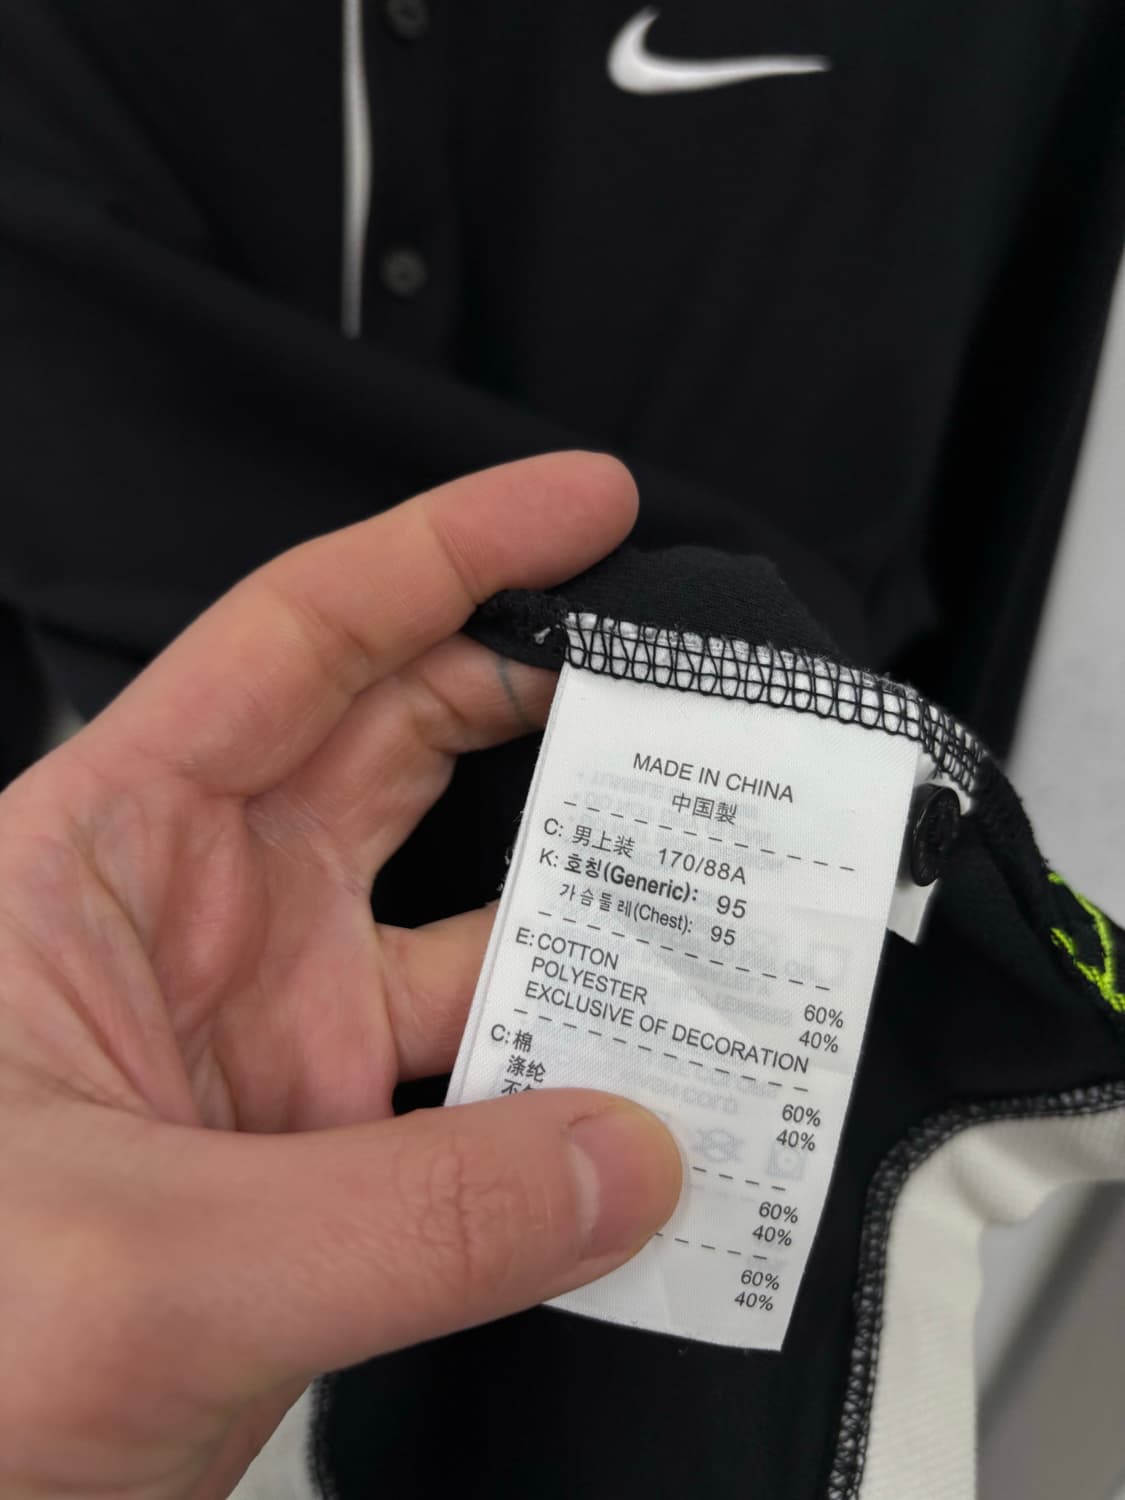 MADE IN CHINA
中国製
C: 男上装 170/88A
K: 호칭(Generic): 95
가슴둘레(Chest): 95
E: COTTON 60%
POLYESTER 40%
EXCLUSIVE OF DECORATION
C: 棉 60%
涤纶 40%
60%
40%
60%
40%